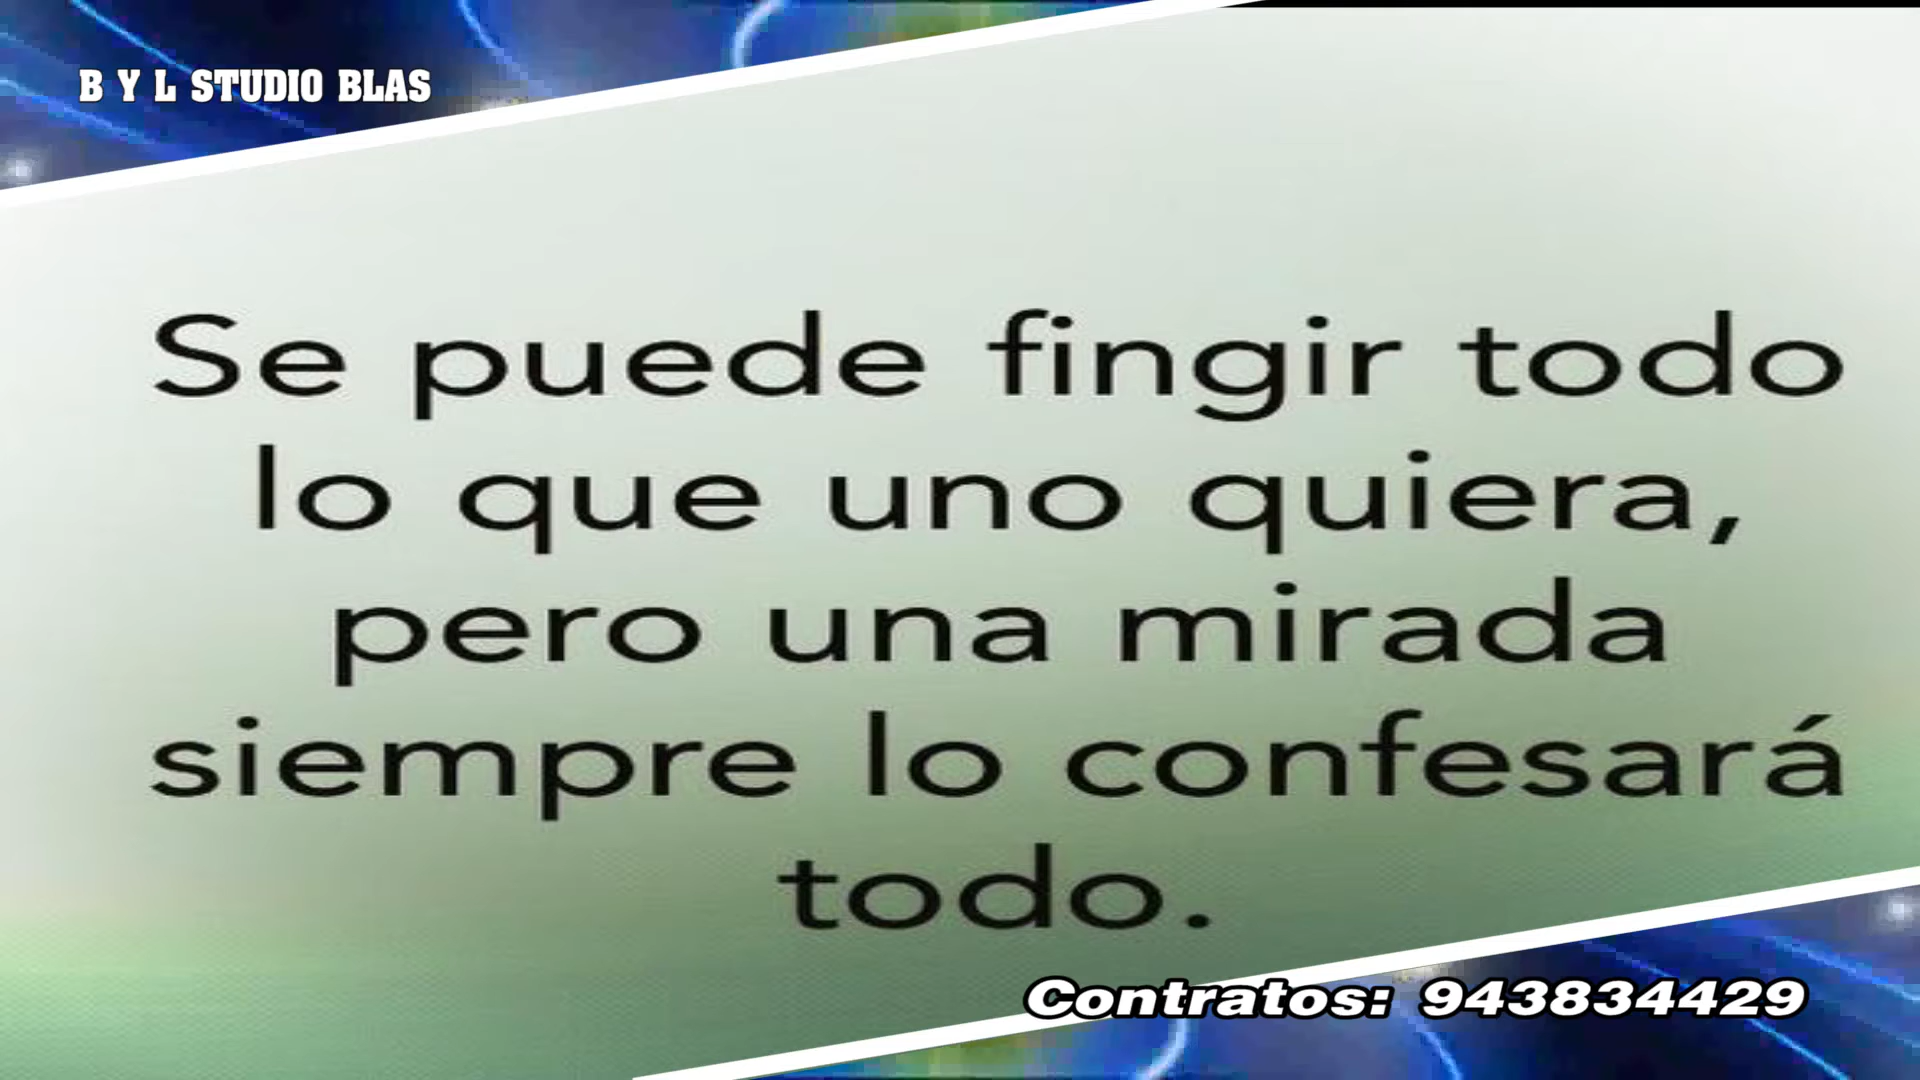 B Y L STUDIO BLAS
Se puede fingir todo
lo que uno quiera,
pero una mirada
siempre lo confesará
todo.
Contratos: 943834429